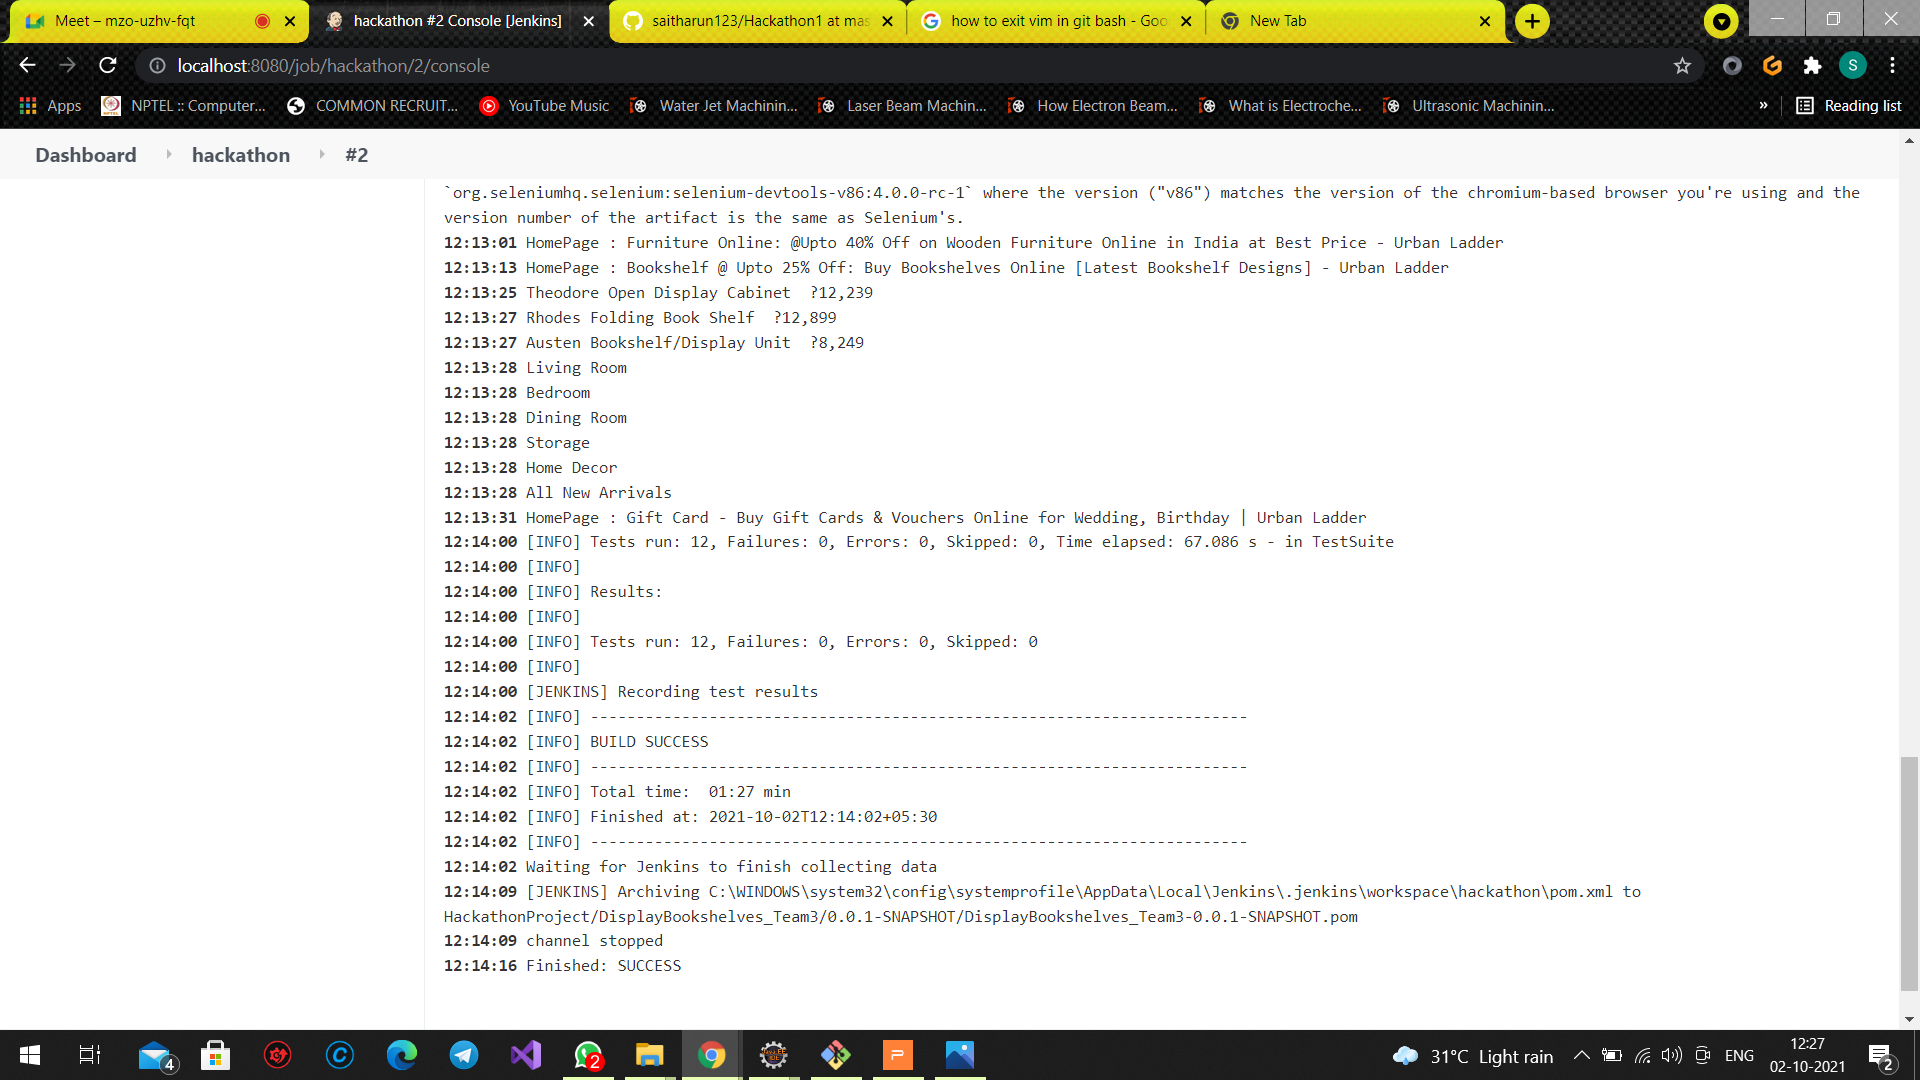 Meet – mzo-uzhv-fqt
hackathon #2 Console [Jenkins]
saitharun123/Hackathon1 at mas
how to exit vim in git bash - Goo
New Tab
localhost:8080/job/hackathon/2/console
S
Apps
NPTEL :: Computer...
COMMON RECRUIT...
YouTube Music
Water Jet Machinin...
Laser Beam Machin...
How Electron Beam...
What is Electroche...
Ultrasonic Machinin...
»
Reading list
Dashboard
hackathon
#2
`org.seleniumhq.selenium:selenium-devtools-v86:4.0.0-rc-1` where the version ("v86") matches the version of the chromium-based browser you're using and the
version number of the artifact is the same as Selenium's.
12:13:01 HomePage : Furniture Online: @Upto 40% Off on Wooden Furniture Online in India at Best Price - Urban Ladder
12:13:13 HomePage : Bookshelf @ Upto 25% Off: Buy Bookshelves Online [Latest Bookshelf Designs] - Urban Ladder
12:13:25 Theodore Open Display Cabinet  ?12,239
12:13:27 Rhodes Folding Book Shelf  ?12,899
12:13:27 Austen Bookshelf/Display Unit  ?8,249
12:13:28 Living Room
12:13:28 Bedroom
12:13:28 Dining Room
12:13:28 Storage
12:13:28 Home Decor
12:13:28 All New Arrivals
12:13:31 HomePage : Gift Card - Buy Gift Cards & Vouchers Online for Wedding, Birthday | Urban Ladder
12:14:00 [INFO] Tests run: 12, Failures: 0, Errors: 0, Skipped: 0, Time elapsed: 67.086 s - in TestSuite
12:14:00 [INFO]
12:14:00 [INFO] Results:
12:14:00 [INFO]
12:14:00 [INFO] Tests run: 12, Failures: 0, Errors: 0, Skipped: 0
12:14:00 [INFO]
12:14:00 [JENKINS] Recording test results
12:14:02 [INFO] ------------------------------------------------------------------------
12:14:02 [INFO] BUILD SUCCESS
12:14:02 [INFO] ------------------------------------------------------------------------
12:14:02 [INFO] Total time:  01:27 min
12:14:02 [INFO] Finished at: 2021-10-02T12:14:02+05:30
12:14:02 [INFO] ------------------------------------------------------------------------
12:14:02 Waiting for Jenkins to finish collecting data
12:14:09 [JENKINS] Archiving C:\WINDOWS\system32\config\systemprofile\AppData\Local\Jenkins\.jenkins\workspace\hackathon\pom.xml to
HackathonProject/DisplayBookshelves_Team3/0.0.1-SNAPSHOT/DisplayBookshelves_Team3-0.0.1-SNAPSHOT.pom
12:14:09 channel stopped
12:14:16 Finished: SUCCESS
4
2
31°C Light rain
ENG
12:27
02-10-2021
2